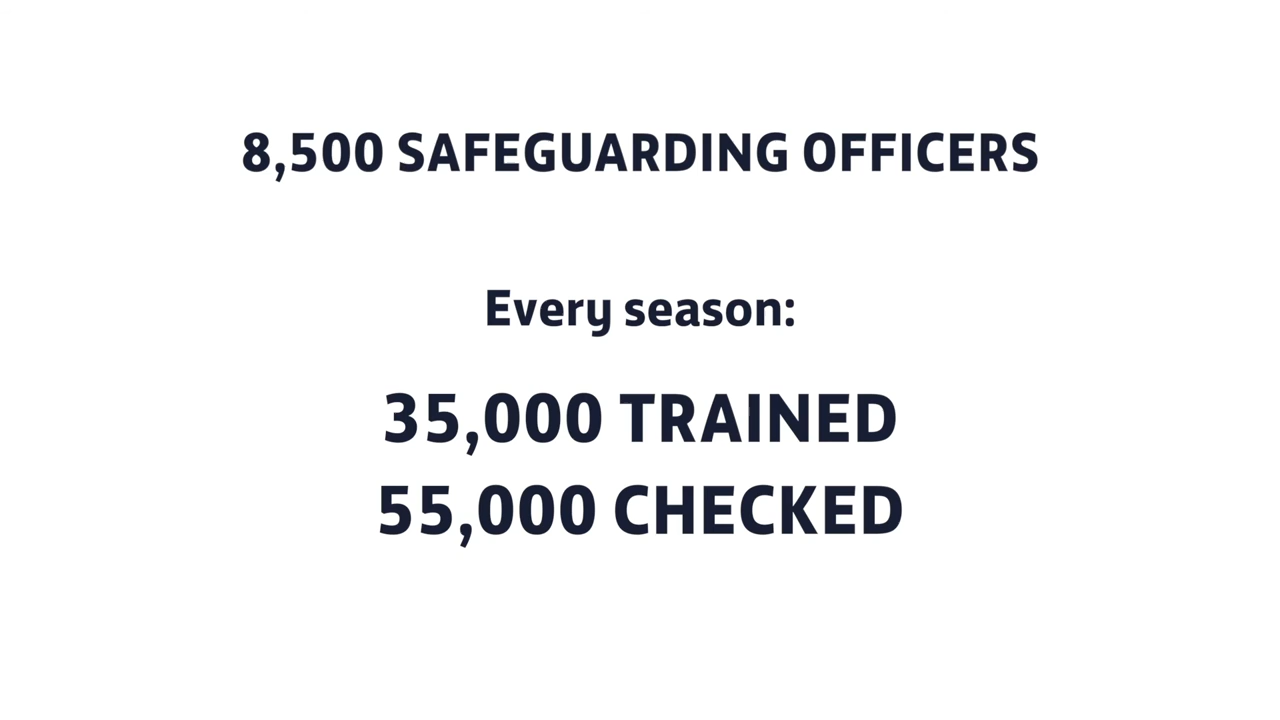 8,500 SAFEGUARDING OFFICERS
Every season:
35,000 TRAINED
55,000 CHECKED